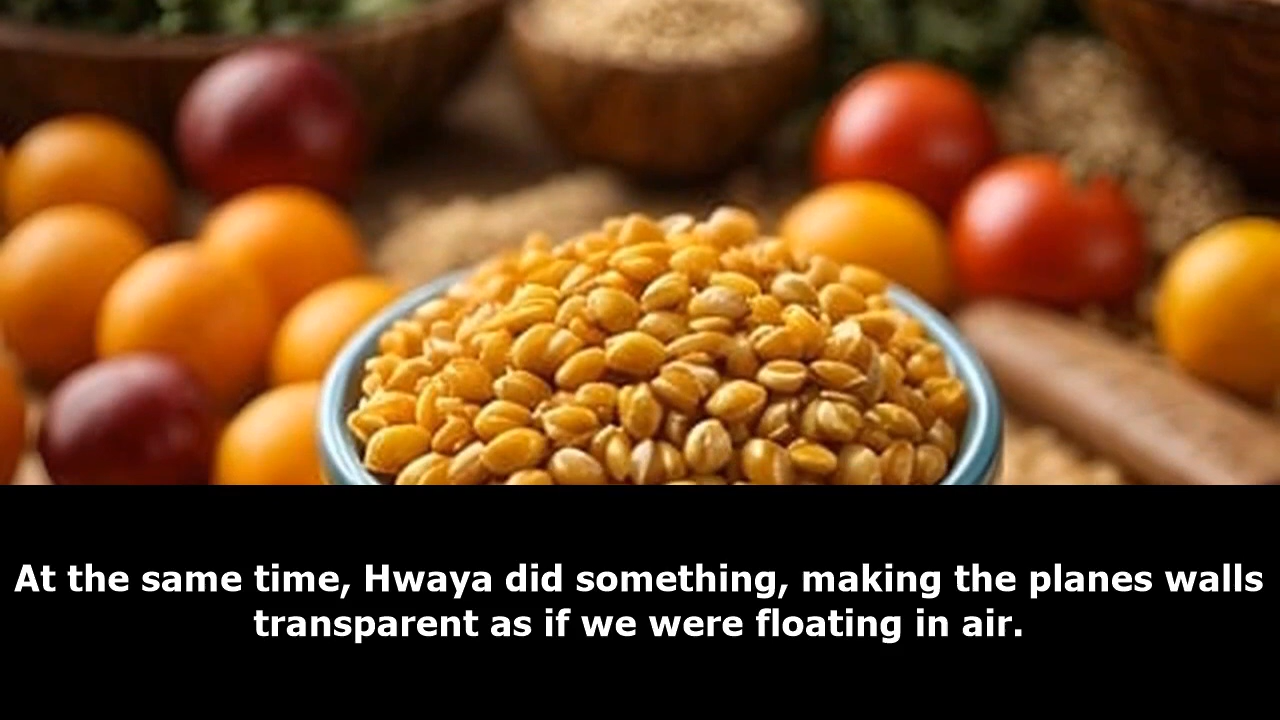 At the same time, Hwaya did something, making the planes walls
transparent as if we were floating in air.